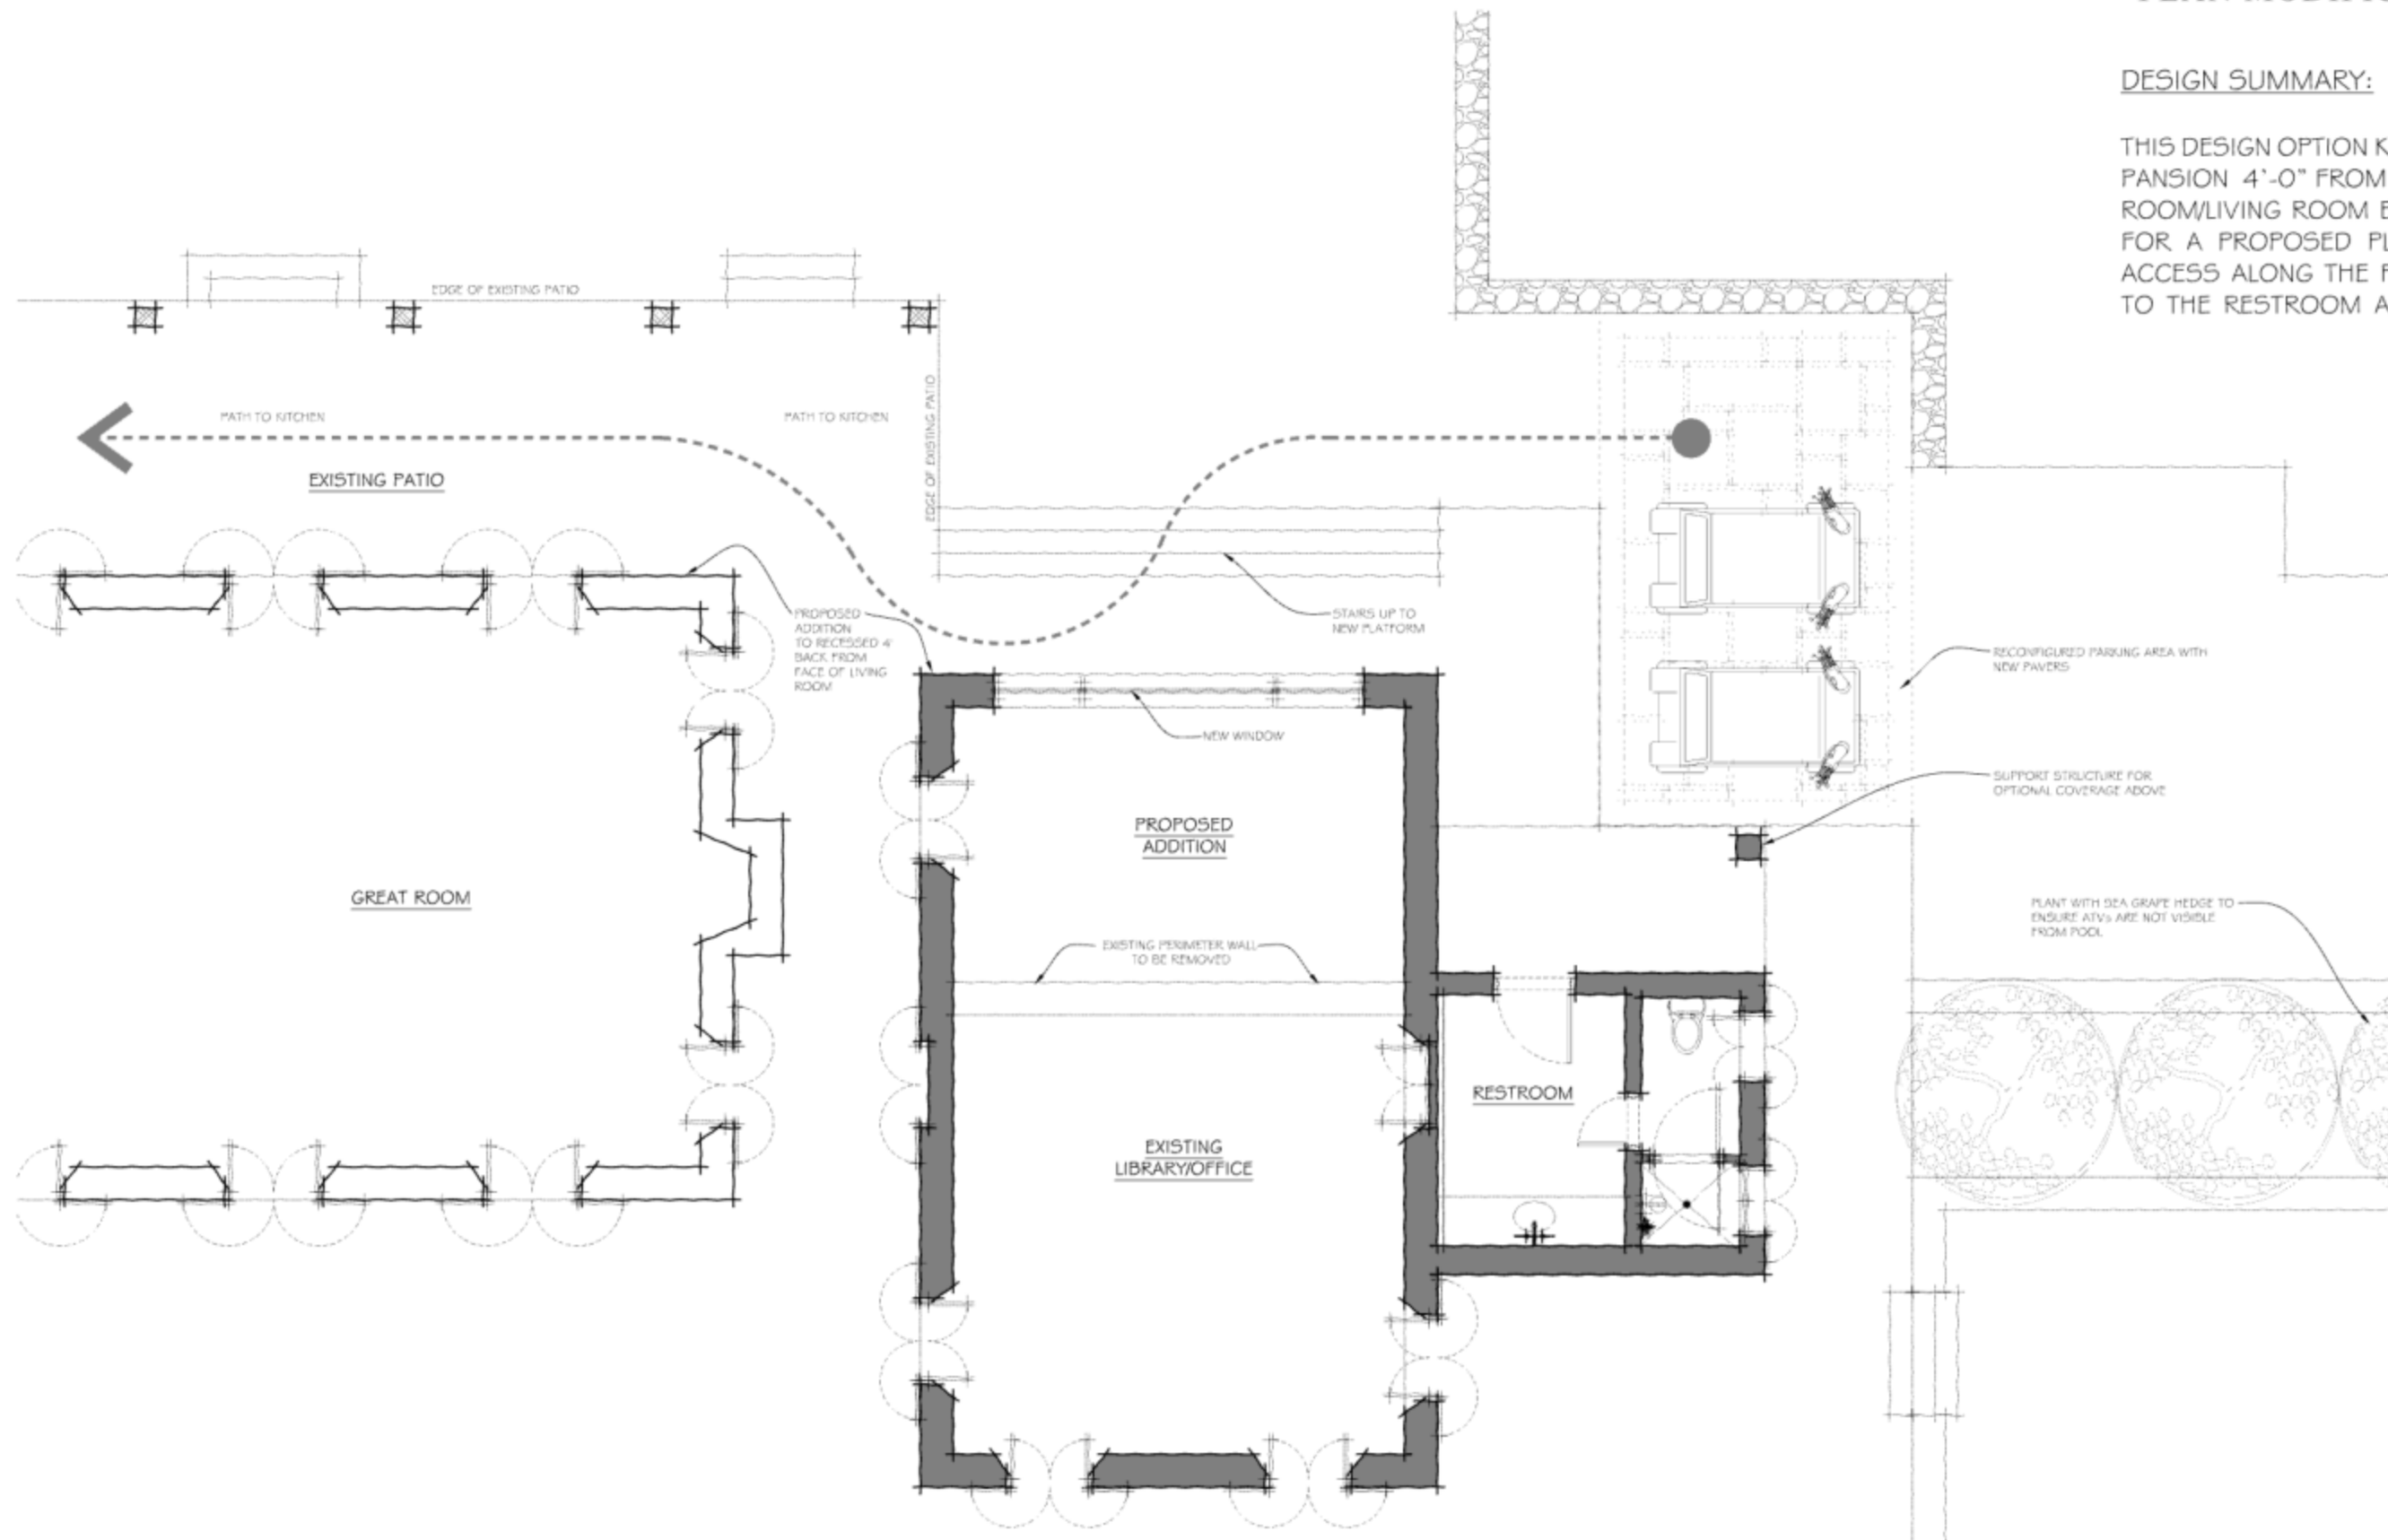 DESIGN SUMMARY:
THIS DESIGN OPTION K
PANSION 4'-0" FROM
ROOM/LIVING ROOM E
FOR A PROPOSED PL
ACCESS ALONG THE F
TO THE RESTROOM A
EDGE OF EXISTING PATIO
PATH TO KITCHEN
PATH TO KITCHEN
EDGE OF EXISTING PATIO
EXISTING PATIO
PROPOSED
ADDITION
TO RECESSED 4'
BACK FROM
FACE OF LIVING
ROOM
STAIRS UP TO
NEW PLATFORM
RECONFIGURED PARKING AREA WITH
NEW PAVERS
NEW WINDOW
SUPPORT STRUCTURE FOR
OPTIONAL COVERAGE ABOVE
PROPOSED
ADDITION
GREAT ROOM
PLANT WITH SEA GRAPE HEDGE TO
ENSURE ATVs ARE NOT VISIBLE
FROM POOL
EXISTING PERIMETER WALL
TO BE REMOVED
RESTROOM
EXISTING
LIBRARY/OFFICE